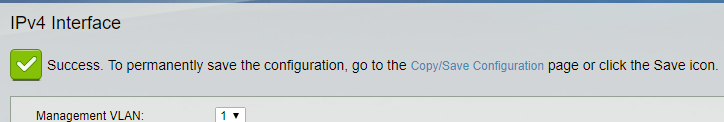 IPv4 Interface
Success. To permanently save the configuration, go to the Copy/Save Configuration page or click the Save icon.
Management VLAN: 1